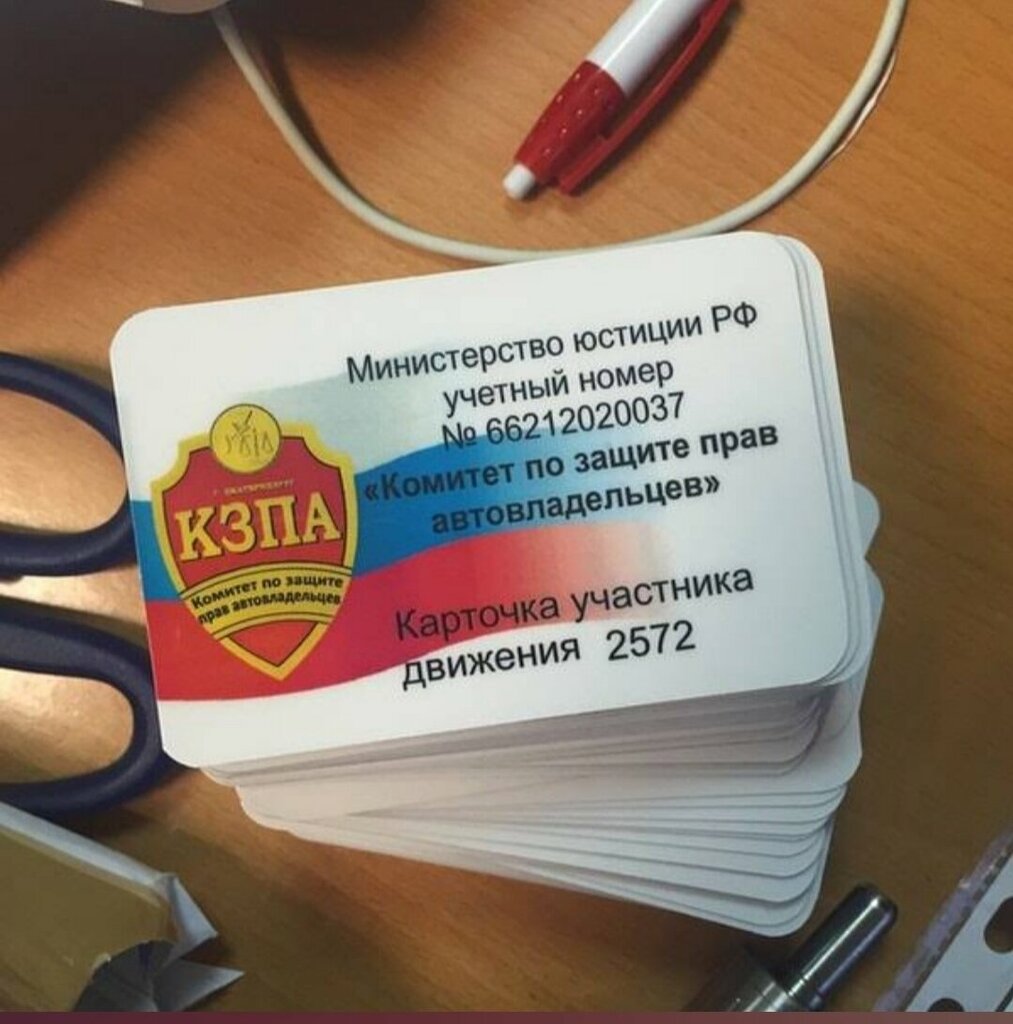 Министерство юстиции РФ
учетный номер
№ 66212020037
«Комитет по защите прав
автовладельцев»
г. Екатеринбург
КЗПА
Комитет по защите
прав автовладельцев
Карточка участника
движения 2572